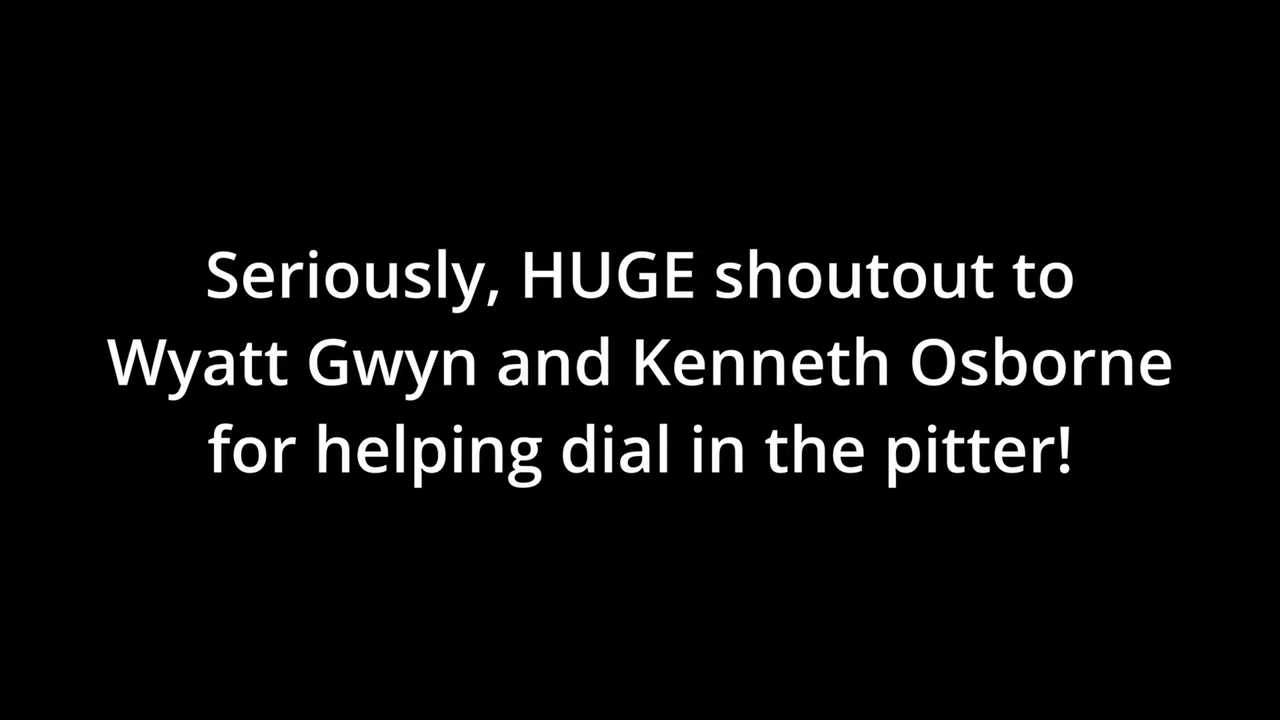 Seriously, HUGE shoutout to
Wyatt Gwyn and Kenneth Osborne
for helping dial in the pitter!